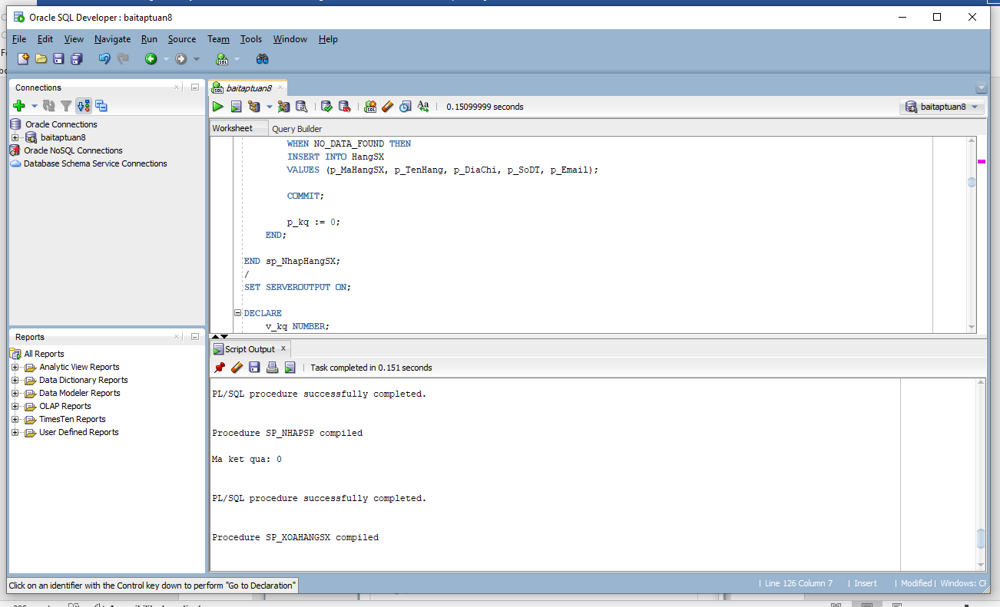 Oracle SQL Developer : baitaptuan8
File Edit View Navigate Run Source Team Tools Window Help
Connections
Oracle Connections
baitaptuan8
Oracle NoSQL Connections
Database Schema Service Connections
Reports
All Reports
Analytic View Reports
Data Dictionary Reports
Data Modeler Reports
OLAP Reports
TimesTen Reports
User Defined Reports
baitaptuan8
0.15099999 seconds
baitaptuan8
Worksheet Query Builder
WHEN NO_DATA_FOUND THEN
INSERT INTO HangSX
VALUES (p_MaHangSX, p_TenHang, p_DiaChi, p_SoDT, p_Email);
COMMIT;
p_kq := 0;
END;
END sp_NhapHangSX;
/
SET SERVEROUTPUT ON;
DECLARE
v_kq NUMBER;
Script Output
Task completed in 0.151 seconds
PL/SQL procedure successfully completed.
Procedure SP_NHAPSP compiled
Ma ket qua: 0
PL/SQL procedure successfully completed.
Procedure SP_XOAHANGSX compiled
Click on an identifier with the Control key down to perform "Go to Declaration"
| Line 126 Column 7 | Insert | Modified | Windows: CF